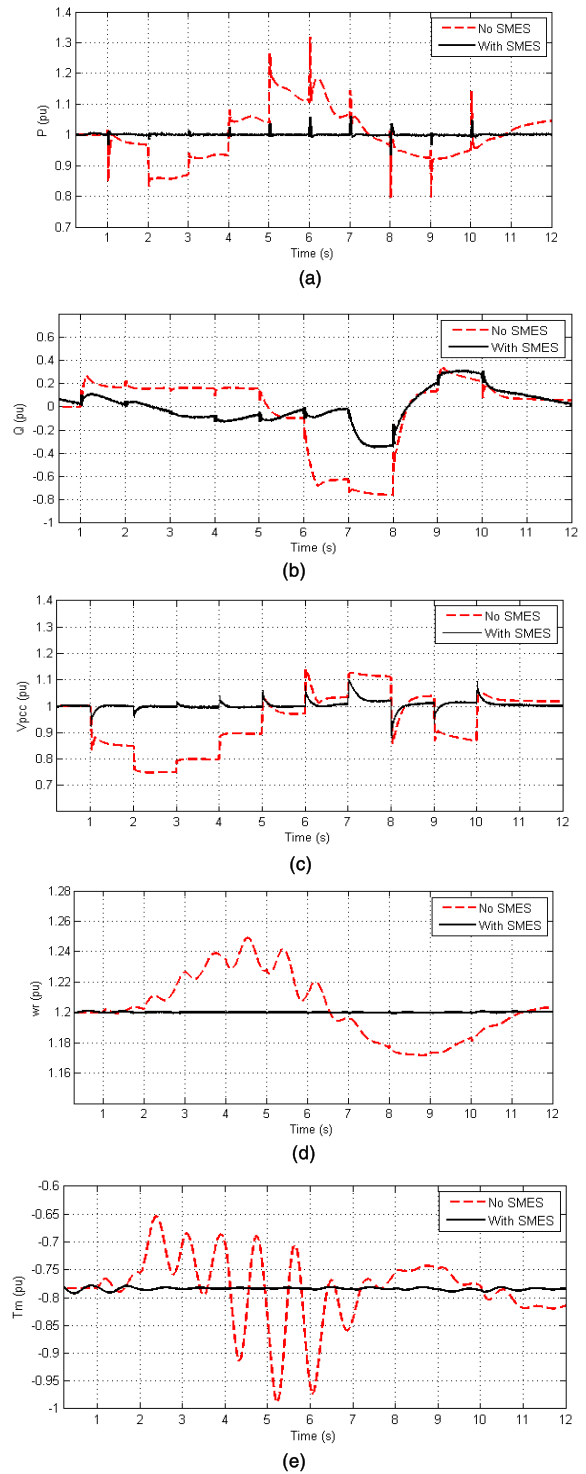 1.4
1.3
1.2
1.1
1
0.9
0.8
0.7
P (pu)
No SMES
With SMES
0.2 1 2 3 4 5 6 7 8 9 10 11 12
Time (s)
(a)
0.6
0.4
0.2
0
-0.2
-0.4
-0.6
-0.8
-1
Q (pu)
No SMES
With SMES
1 2 3 4 5 6 7 8 9 10 11 12
Time (s)
(b)
1.4
1.3
1.2
1.1
1
0.9
0.8
0.7
Vpcc (pu)
No SMES
With SMES
1 2 3 4 5 6 7 8 9 10 11 12
Time (s)
(c)
1.28
1.26
1.24
1.22
1.2
1.18
1.16
wr (pu)
No SMES
With SMES
1 2 3 4 5 6 7 8 9 10 11 12
Time (s)
(d)
-0.6
-0.65
-0.7
-0.75
-0.8
-0.85
-0.9
-0.95
-1
Tm (pu)
No SMES
With SMES
1 2 3 4 5 6 7 8 9 10 11 12
Time (s)
(e)